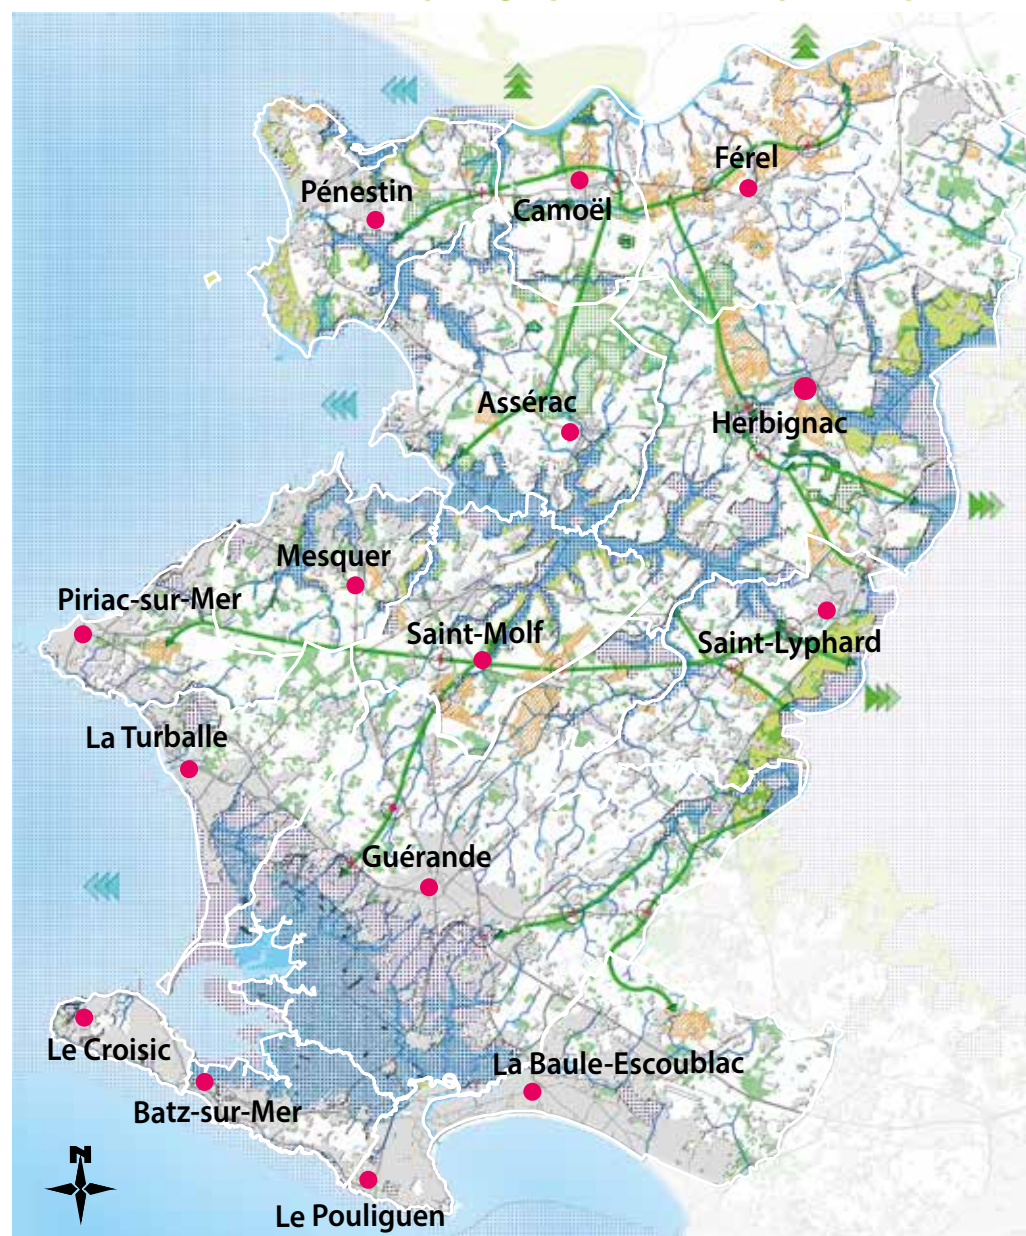 Férel
Pénestin
Camoël
Assérac
Herbignac
Mesquer
Piriac-sur-Mer
Saint-Molf
Saint-Lyphard
La Turballe
Guérande
Le Croisic
La Baule-Escoublac
Batz-sur-Mer
N
Le Pouliguen